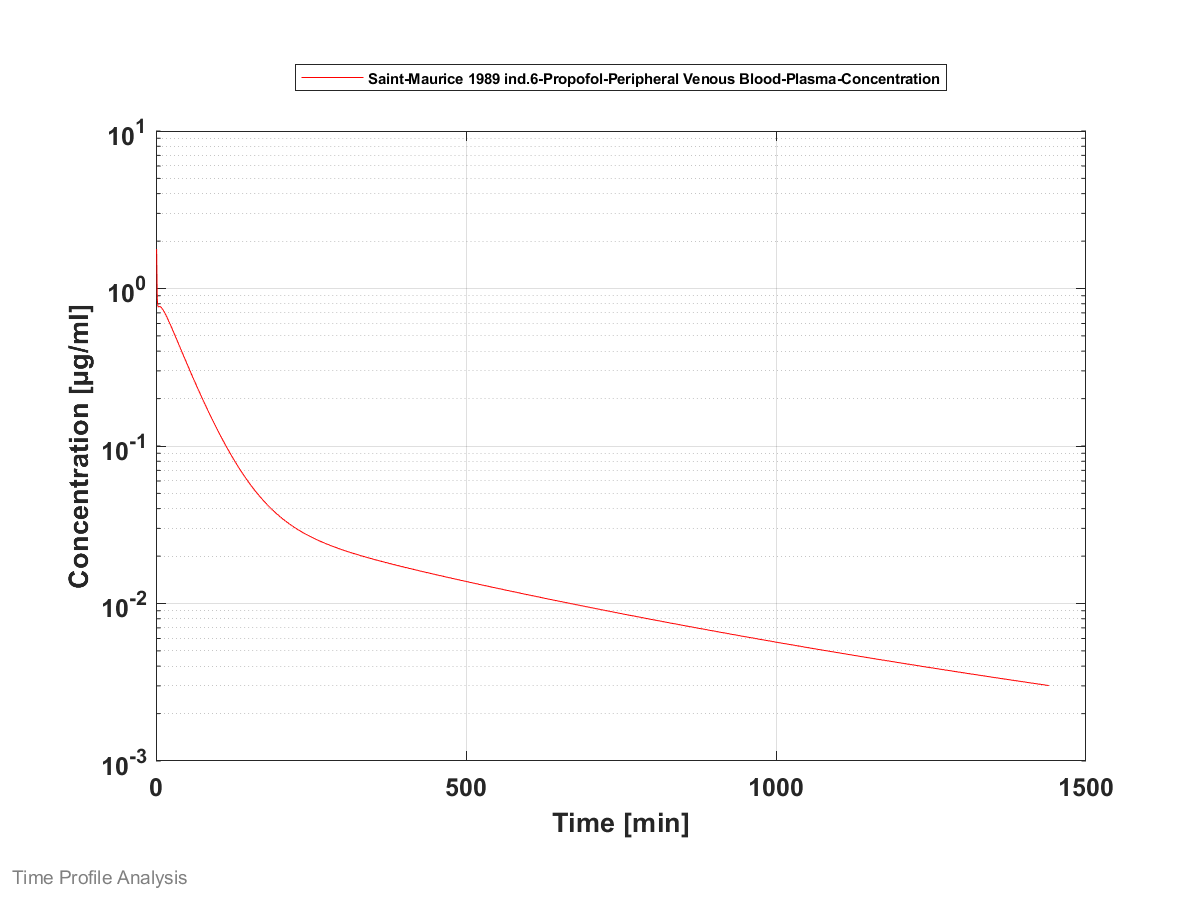 Saint-Maurice 1989 ind.6-Propofol-Peripheral Venous Blood-Plasma-Concentration
10^1
10^0
10^-1
10^-2
10^-3
Concentration [µg/ml]
0 500 1000 1500
Time [min]
Time Profile Analysis